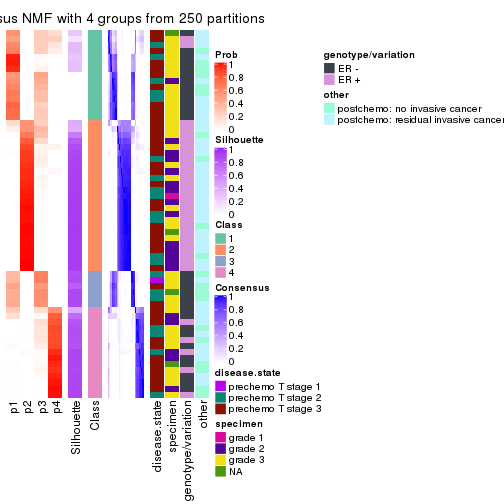 sus NMF with 4 groups from 250 partitions
Prob
1
0.8
0.6
0.4
0.2
0
Silhouette
1
0.8
0.6
0.4
0.2
0
Class
1
2
3
4
Consensus
1
0.8
0.6
0.4
0.2
0
disease.state
prechemo T stage 1
prechemo T stage 2
prechemo T stage 3
specimen
grade 1
grade 2
grade 3
NA
genotype/variation
ER -
ER +
other
postchemo: no invasive cancer
postchemo: residual invasive cancer
p1
p2
p3
p4
Silhouette
Class
disease.state
specimen
genotype/variation
other